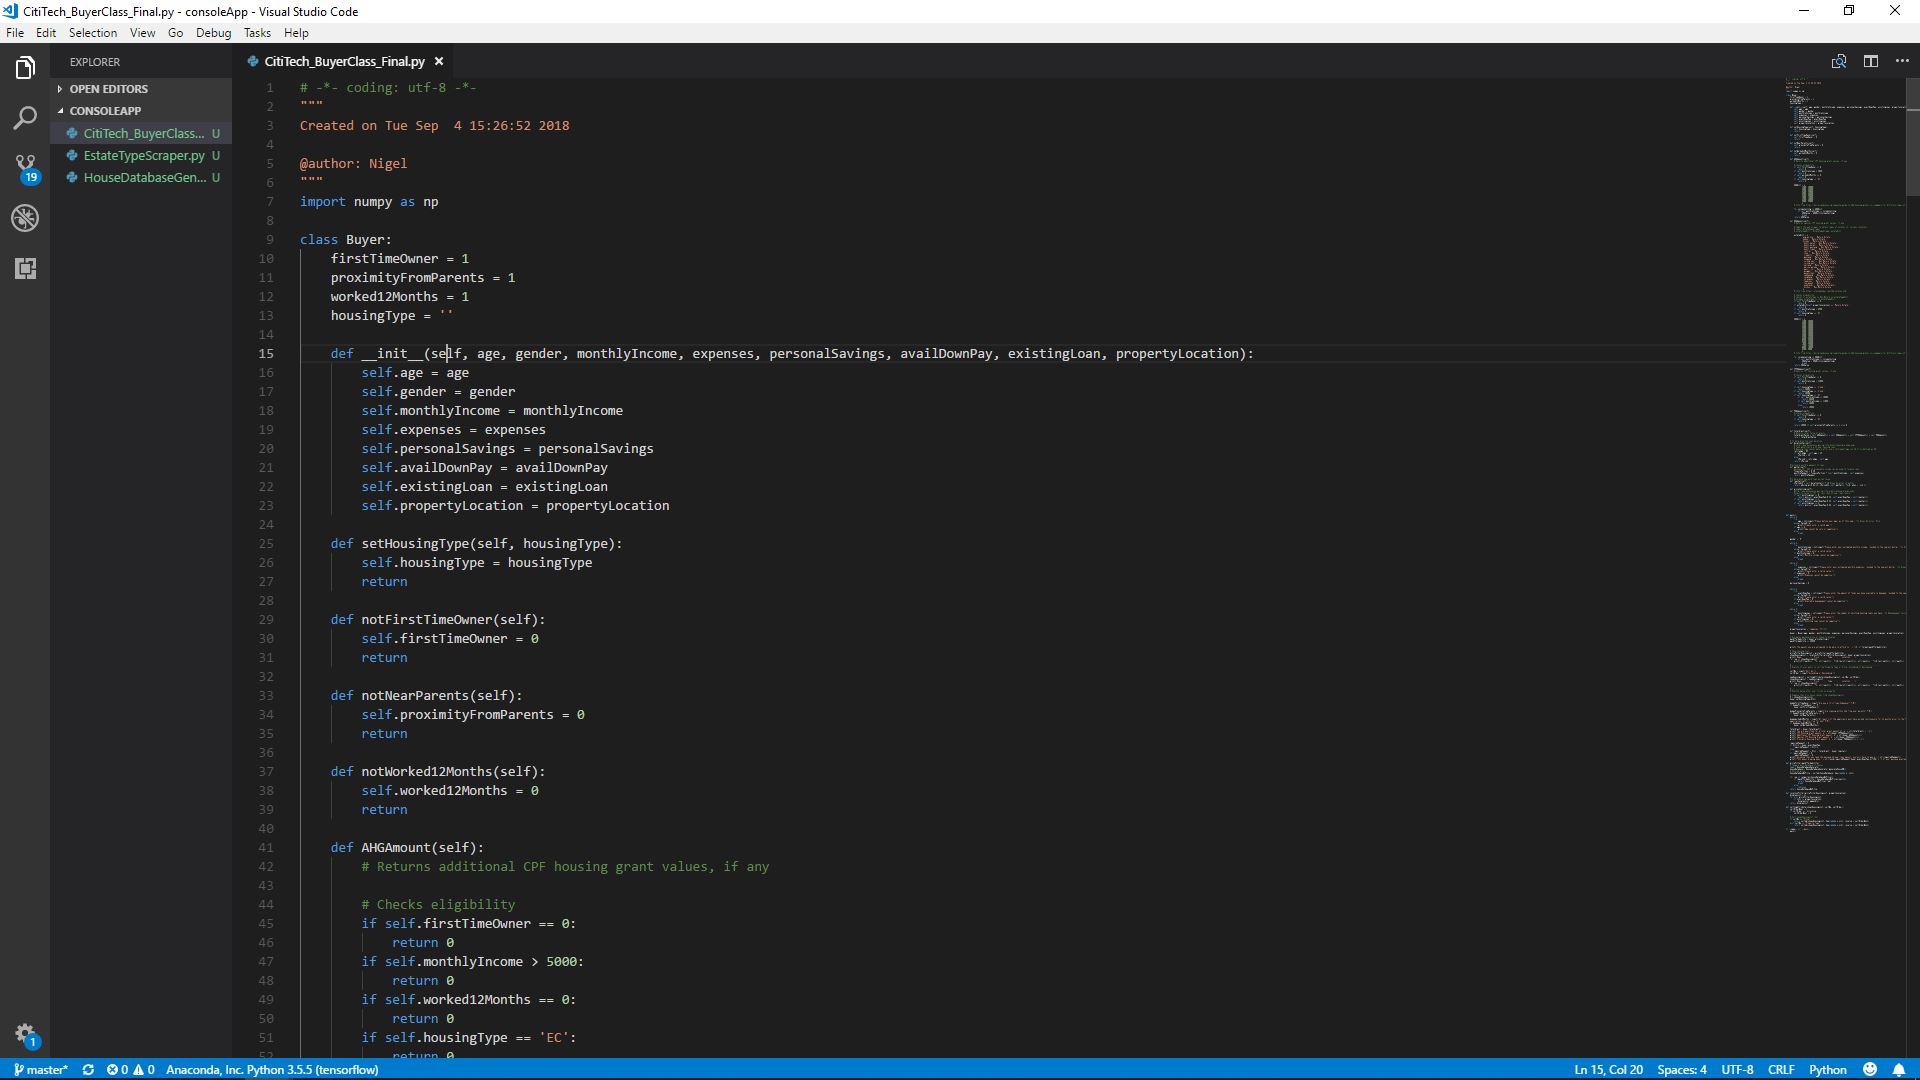 CitiTech_BuyerClass_Final.py - consoleApp - Visual Studio Code
File Edit Selection View Go Debug Tasks Help
EXPLORER
CitiTech_BuyerClass_Final.py
OPEN EDITORS
CONSOLEAPP
CitiTech_BuyerClass... U
EstateTypeScraper.py U
HouseDatabaseGen... U
19
1
1 # -*- coding: utf-8 -*-
2 """
3 Created on Tue Sep  4 15:26:52 2018
4
5 @author: Nigel
6 """
7 import numpy as np
8
9 class Buyer:
10     firstTimeOwner = 1
11     proximityFromParents = 1
12     worked12Months = 1
13     housingType = ''
14
15     def __init__(self, age, gender, monthlyIncome, expenses, personalSavings, availDownPay, existingLoan, propertyLocation):
16         self.age = age
17         self.gender = gender
18         self.monthlyIncome = monthlyIncome
19         self.expenses = expenses
20         self.personalSavings = personalSavings
21         self.availDownPay = availDownPay
22         self.existingLoan = existingLoan
23         self.propertyLocation = propertyLocation
24
25     def setHousingType(self, housingType):
26         self.housingType = housingType
27         return
28
29     def notFirstTimeOwner(self):
30         self.firstTimeOwner = 0
31         return
32
33     def notNearParents(self):
34         self.proximityFromParents = 0
35         return
36
37     def notWorked12Months(self):
38         self.worked12Months = 0
39         return
40
41     def AHGAmount(self):
42         # Returns additional CPF housing grant values, if any
43
44         # Checks eligibility
45         if self.firstTimeOwner == 0:
46             return 0
47         if self.monthlyIncome > 5000:
48             return 0
49         if self.worked12Months == 0:
50             return 0
51         if self.housingType == 'EC':
52             return 0
master* 0 0 Anaconda, Inc. Python 3.5.5 (tensorflow) Ln 15, Col 20 Spaces: 4 UTF-8 CRLF Python